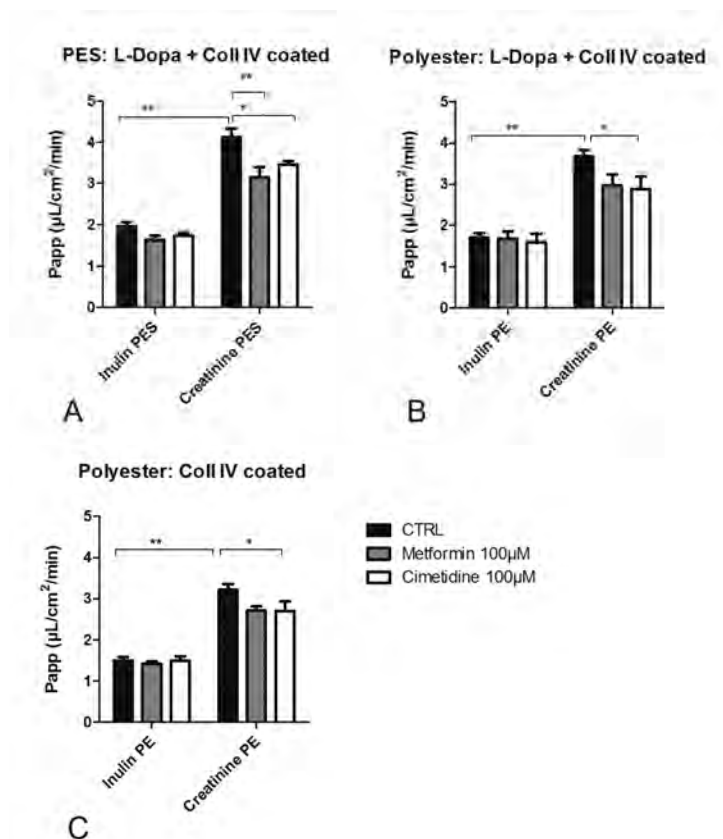 PES: L-Dopa + Coll IV coated
**
*
**
5
4
3
2
1
0
Papp (µL/cm²/min)
Inulin PES
Creatinine PES
A
Polyester: L-Dopa + Coll IV coated
**
*
5
4
3
2
1
0
Papp (µL/cm²/min)
Inulin PE
Creatinine PE
B
Polyester: Coll IV coated
**
*
5
4
3
2
1
0
Papp (µL/cm²/min)
Inulin PE
Creatinine PE
C
CTRL
Metformin 100µM
Cimetidine 100µM